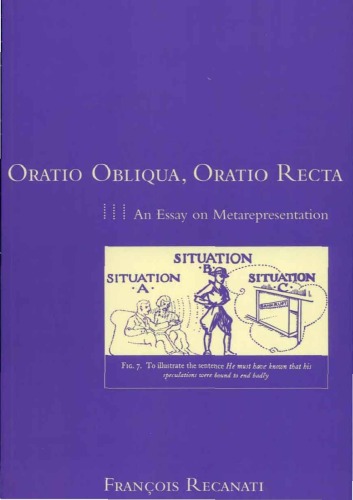 Oratio Obliqua, Oratio Recta
An Essay on Metarepresentation
SITUATION
· B ·
SITUATION
· A ·
SITUATION
· C ·
Fig. 7. To illustrate the sentence He must have known that his
speculations were bound to end badly
François Recanati